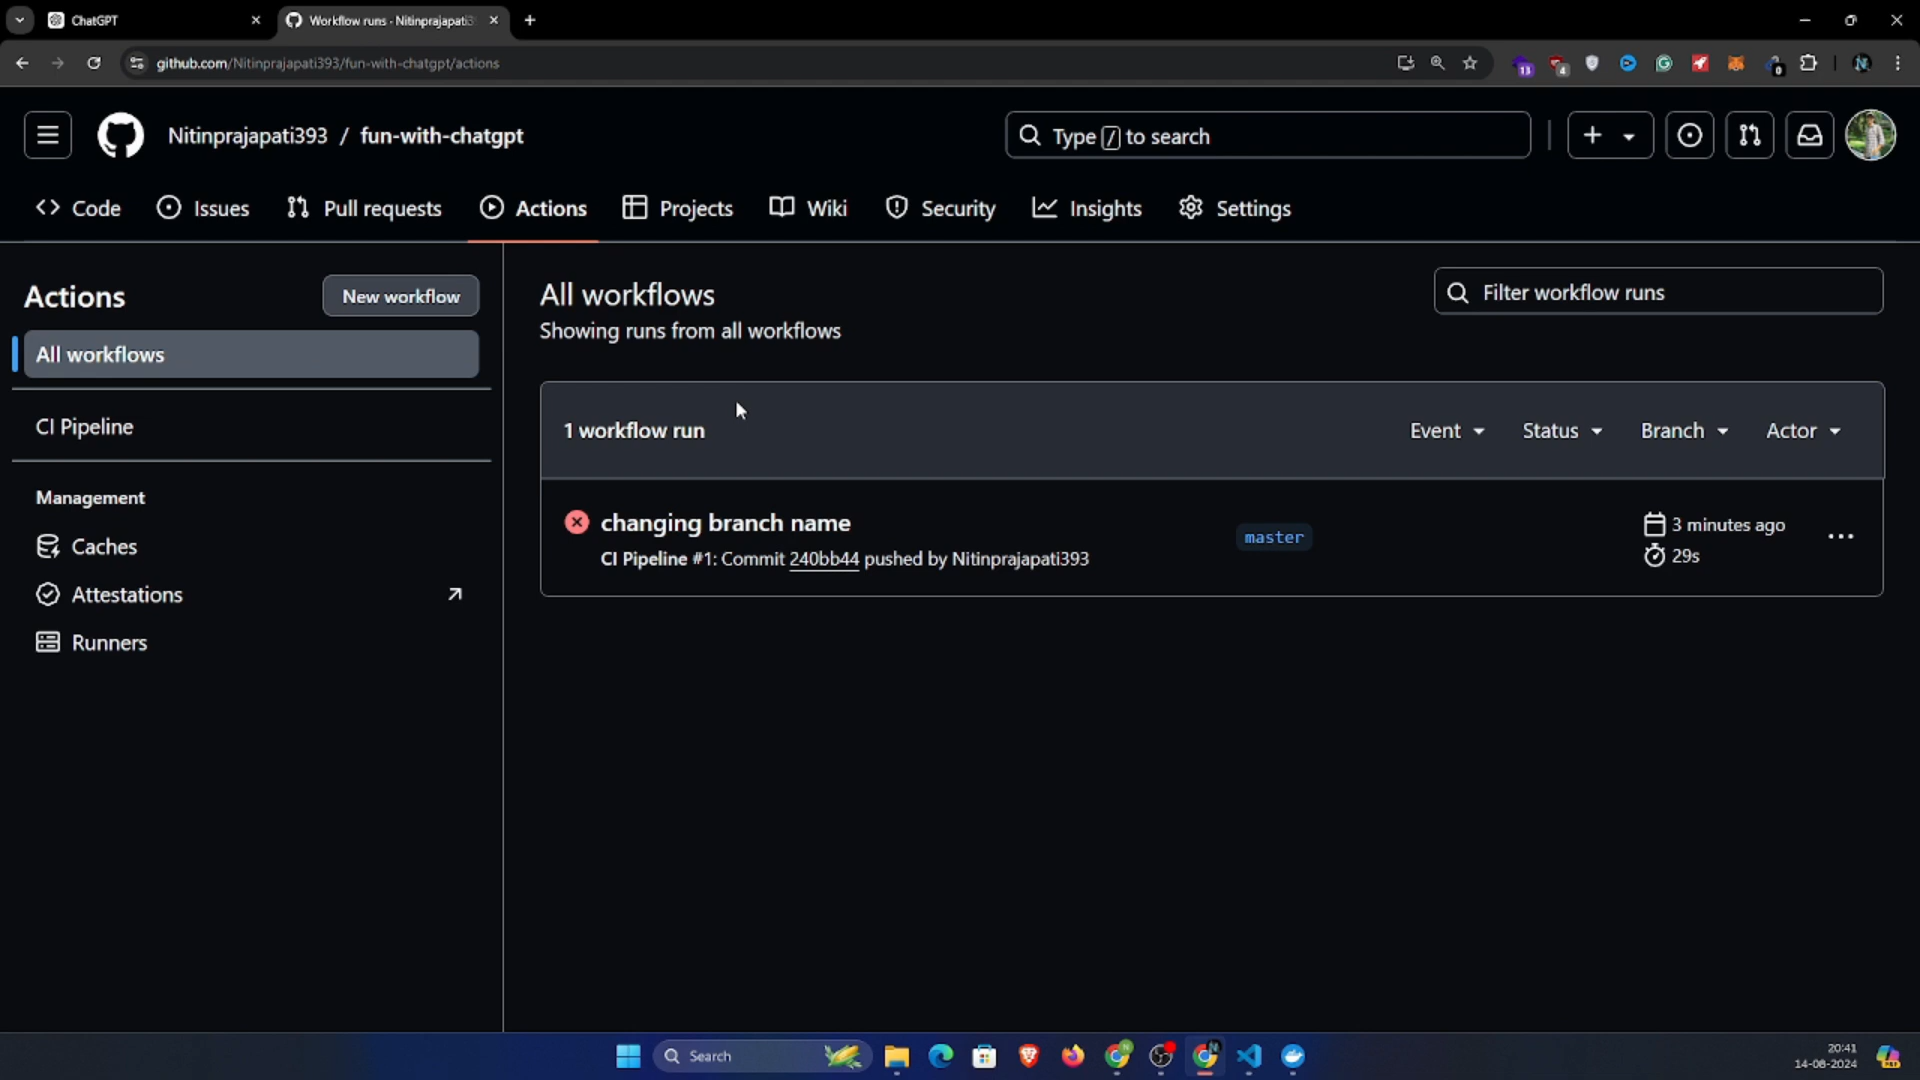 ChatGPT
Workflow runs - Nitinprajapati3
github.com/Nitinprajapati393/fun-with-chatgpt/actions
13
4
0
N
Nitinprajapati393 / fun-with-chatgpt
Type / to search
Code
Issues
Pull requests
Actions
Projects
Wiki
Security
Insights
Settings
Actions
New workflow
All workflows
CI Pipeline
Management
Caches
Attestations
Runners
All workflows
Showing runs from all workflows
Filter workflow runs
1 workflow run
Event
Status
Branch
Actor
changing branch name
CI Pipeline #1: Commit 240bb44 pushed by Nitinprajapati393
master
3 minutes ago
29s
Search
20:41
14-08-2024